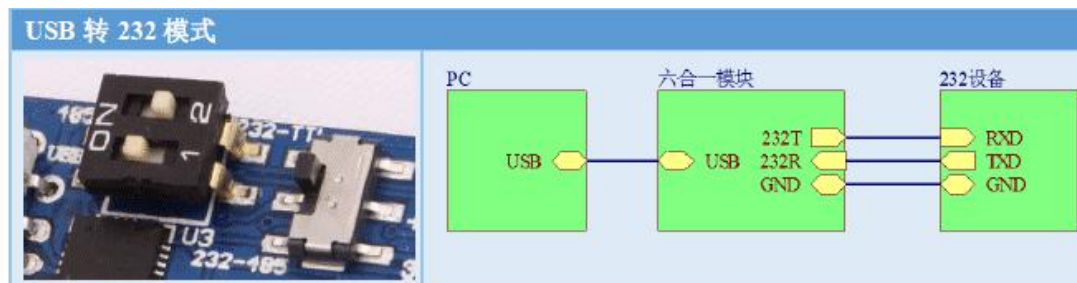 USB 转 232 模式
ON
1
2
485
232-TT
U3
232-485
PC
六合一模块
232设备
USB
USB
232T
232R
GND
RXD
TXD
GND